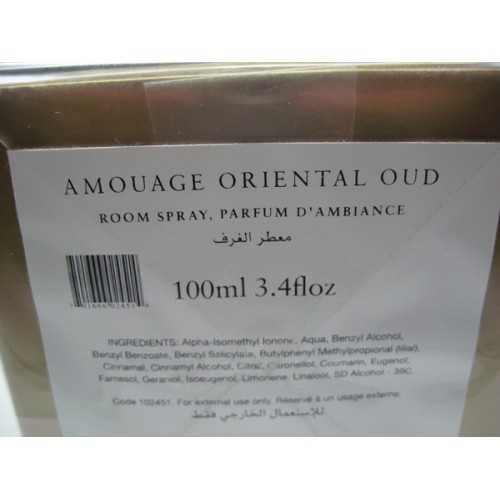 AMOUAGE ORIENTAL OUD
ROOM SPRAY, PARFUM D'AMBIANCE
معطر الغرف
100ml 3.4floz
INGREDIENTS: Alpha-Isomethyl Ionone, Aqua, Benzyl Alcohol,
Benzyl Benzoate, Benzyl Salicylate, Butylphenyl Methylpropional (lilial),
Cinnamal, Cinnamyl Alcohol, Citral, Citronellol, Coumarin, Eugenol,
Farnesol, Geraniol, Isoeugenol, Limonene, Linalool, SD Alcohol - 39C
Code 102451. For external use only. Réservé à un usage externe.
للإستعمال الخارجي فقط